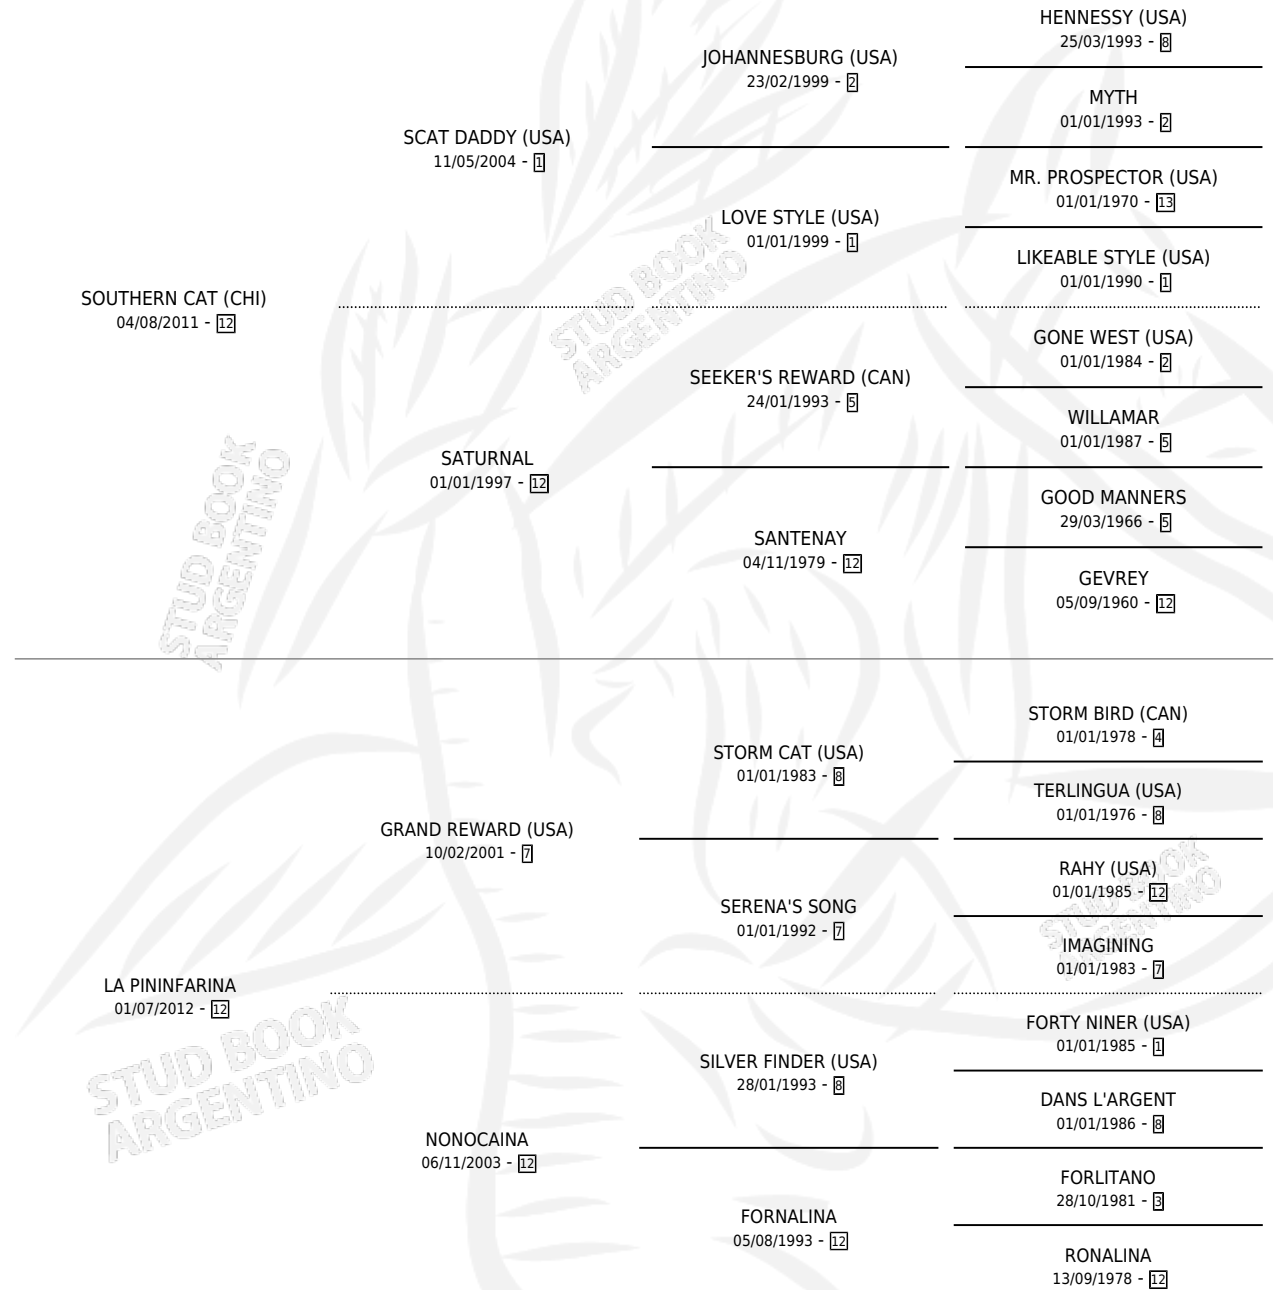 HENNESSY (USA)
25/03/1993 - 8
JOHANNESBURG (USA)
23/02/1999 - 2
MYTH
01/01/1993 - 2
SCAT DADDY (USA)
11/05/2004 - 1
MR. PROSPECTOR (USA)
01/01/1970 - 13
LOVE STYLE (USA)
01/01/1999 - 1
LIKEABLE STYLE (USA)
01/01/1990 - 1
SOUTHERN CAT (CHI)
04/08/2011 - 12
STUD BOOK
ARGENTINO
GONE WEST (USA)
01/01/1984 - 2
SEEKER'S REWARD (CAN)
24/01/1993 - 5
WILLAMAR
01/01/1987 - 5
SATURNAL
01/01/1997 - 12
GOOD MANNERS
29/03/1966 - 5
SANTENAY
04/11/1979 - 12
GEVREY
05/09/1960 - 12
STUD BOOK
ARGENTINO
STORM BIRD (CAN)
01/01/1978 - 4
STORM CAT (USA)
01/01/1983 - 8
TERLINGUA (USA)
01/01/1976 - 8
GRAND REWARD (USA)
10/02/2001 - 7
RAHY (USA)
01/01/1985 - 12
SERENA'S SONG
01/01/1992 - 7
STUD BOOK
ARGENTINO
IMAGINING
01/01/1983 - 7
LA PININFARINA
01/07/2012 - 12
FORTY NINER (USA)
01/01/1985 - 1
SILVER FINDER (USA)
28/01/1993 - 8
DANS L'ARGENT
01/01/1986 - 8
STUD BOOK
ARGENTINO
NONOCAINA
06/11/2003 - 12
FORLITANO
28/10/1981 - 3
FORNALINA
05/08/1993 - 12
RONALINA
13/09/1978 - 12